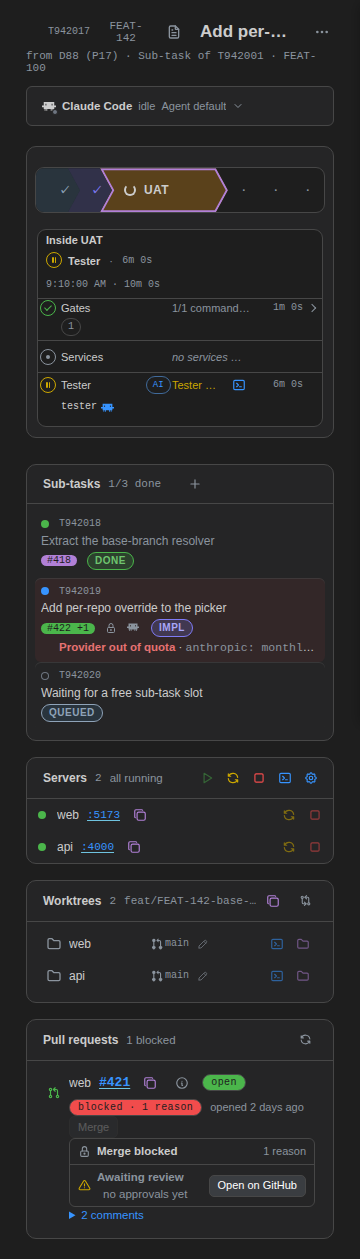 T942017 FEAT-142 Add per-…
from D88 (P17) · Sub-task of T942001 · FEAT-100
Claude Code idle Agent default
UAT
Inside UAT
Tester · 6m 0s
9:10:00 AM · 10m 0s
Gates 1/1 command… 1m 0s
1
Services no services …
Tester AI Tester … 6m 0s
tester
Sub-tasks 1/3 done
T942018
Extract the base-branch resolver
#418 DONE
T942019
Add per-repo override to the picker
#422 +1 IMPL
Provider out of quota · anthropic: monthl…
T942020
Waiting for a free sub-task slot
QUEUED
Servers 2 all running
web :5173
api :4000
Worktrees 2 feat/FEAT-142-base-…
web main
api main
Pull requests 1 blocked
web #421 open
blocked · 1 reason opened 2 days ago
Merge
Merge blocked 1 reason
Awaiting review
no approvals yet
Open on GitHub
2 comments